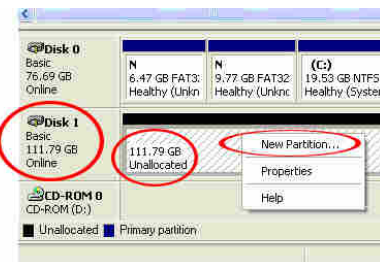 Disk 0
Basic
76.69 GB
Online
N
6.47 GB FAT3:
Healthy (Unkn
N
9.77 GB FAT32
Healthy (Unknc
(C:)
19.53 GB NTFS
Healthy (Syster
Disk 1
Basic
111.79 GB
Online
111.79 GB
Unallocated
New Partition...
Properties
Help
CD-ROM 0
CD-ROM (D:)
Unallocated
Primary partition